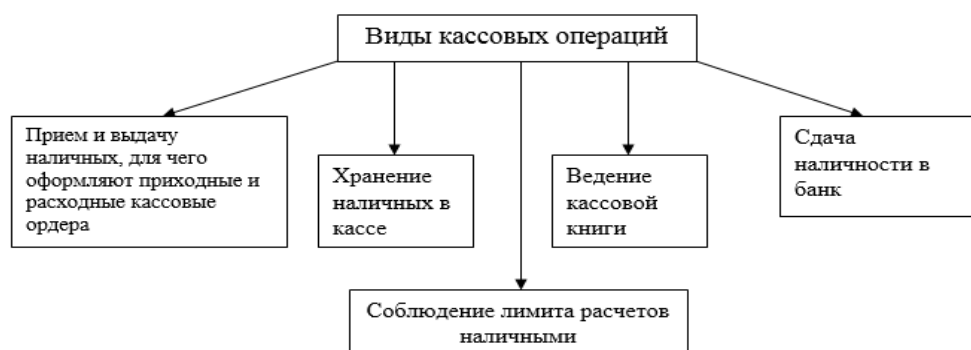 Виды кассовых операций
Прием и выдачу
наличных, для чего
оформляют приходные и
расходные кассовые
ордера
Хранение
наличных в
кассе
Ведение
кассовой
книги
Сдача
наличности в
банк
Соблюдение лимита расчетов
наличными